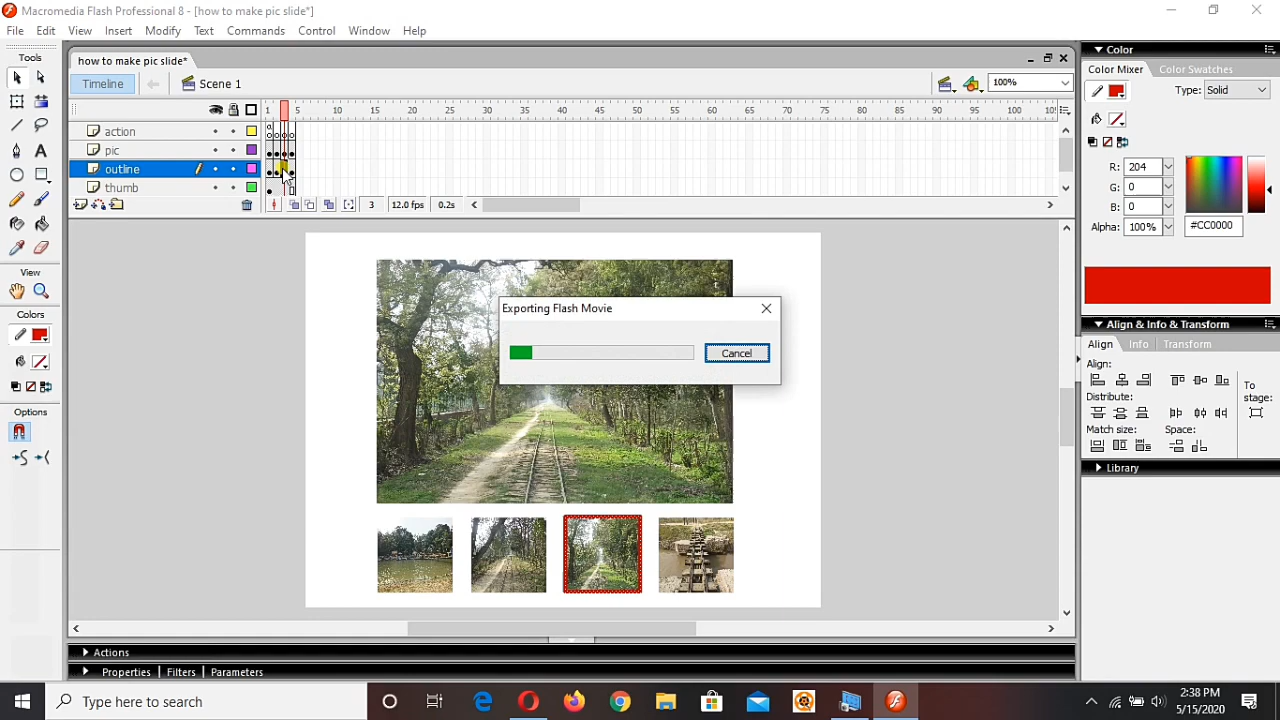 Macromedia Flash Professional 8 - [how to make pic slide*]
File Edit View Insert Modify Text Commands Control Window Help
Tools
how to make pic slide*
Timeline Scene 1 100%
1 5 10 15 20 25 30 35 40 45 50 55 60 65 70 75 80 85 90 95 100 105
action
pic
outline
thumb
3 12.0 fps 0.2s
View
Colors
Options
Exporting Flash Movie
Cancel
Color
Color Mixer Color Swatches
Type: Solid
R: 204
G: 0
B: 0
Alpha: 100% #CC0000
Align & Info & Transform
Align Info Transform
Align:
Distribute:
Match size: Space:
To
stage:
Library
Actions
Properties Filters Parameters
Type here to search
2:38 PM
5/15/2020